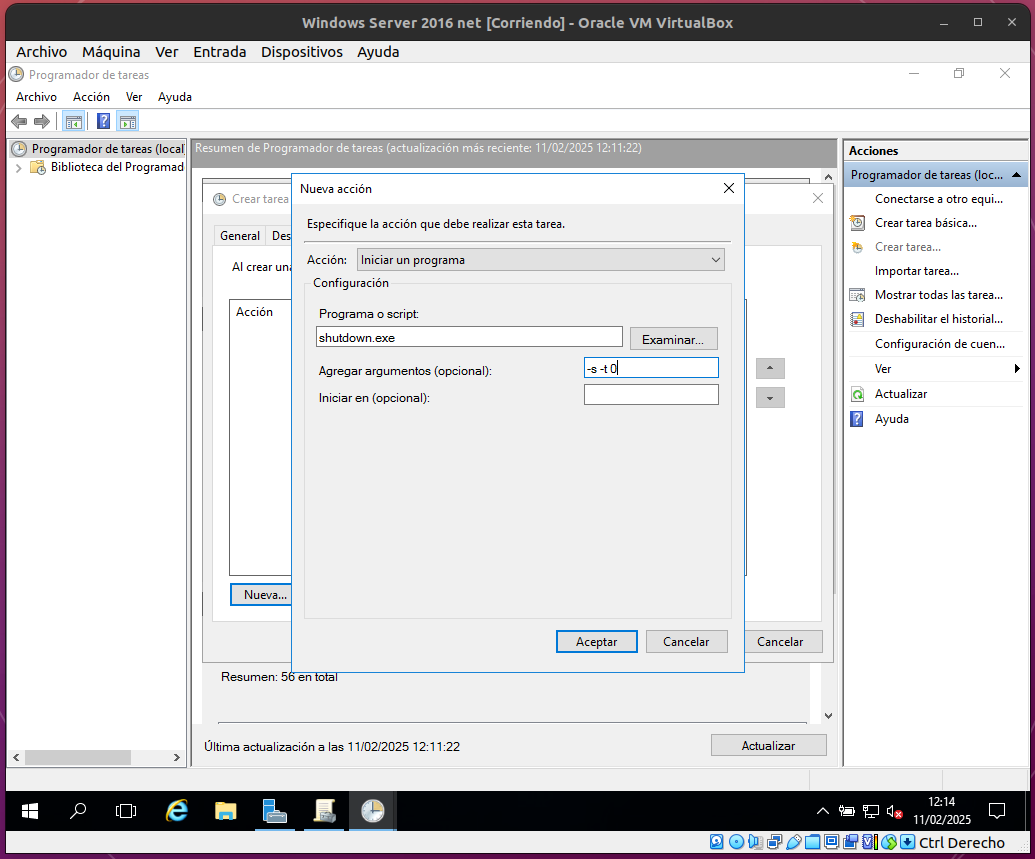 Windows Server 2016 net [Corriendo] - Oracle VM VirtualBox
Archivo Máquina Ver Entrada Dispositivos Ayuda
Programador de tareas
Archivo Acción Ver Ayuda
Programador de tareas (local
Biblioteca del Programad
Resumen de Programador de tareas (actualización más reciente: 11/02/2025 12:11:22)
Crear tarea
General Des
Al crear una
Acción
Nueva...
Cancelar
Nueva acción
Especifique la acción que debe realizar esta tarea.
Acción: Iniciar un programa
Configuración
Programa o script:
shutdown.exe Examinar...
Agregar argumentos (opcional): -s -t 0
Iniciar en (opcional):
Aceptar Cancelar
Resumen: 56 en total
Última actualización a las 11/02/2025 12:11:22 Actualizar
Acciones
Programador de tareas (loc...
Conectarse a otro equi...
Crear tarea básica...
Crear tarea...
Importar tarea...
Mostrar todas las tarea...
Deshabilitar el historial...
Configuración de cuen...
Ver
Actualizar
Ayuda
12:14
11/02/2025
Ctrl Derecho